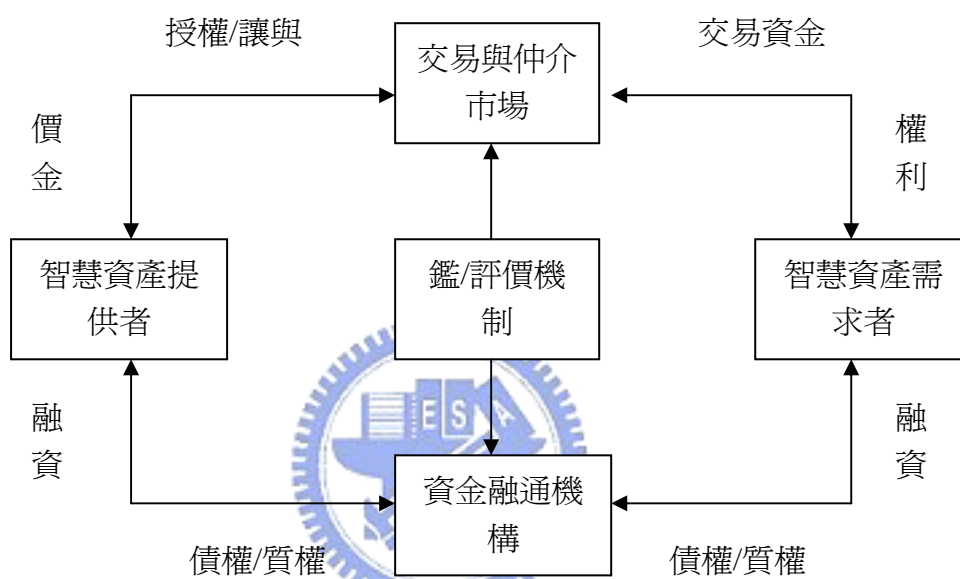 授權/讓與
交易資金
交易與仲介
市場
價
金
權
利
智慧資產提
供者
鑑/評價機
制
智慧資產需
求者
融
資
E S A
融
資
資金融通機
構
債權/質權
債權/質權